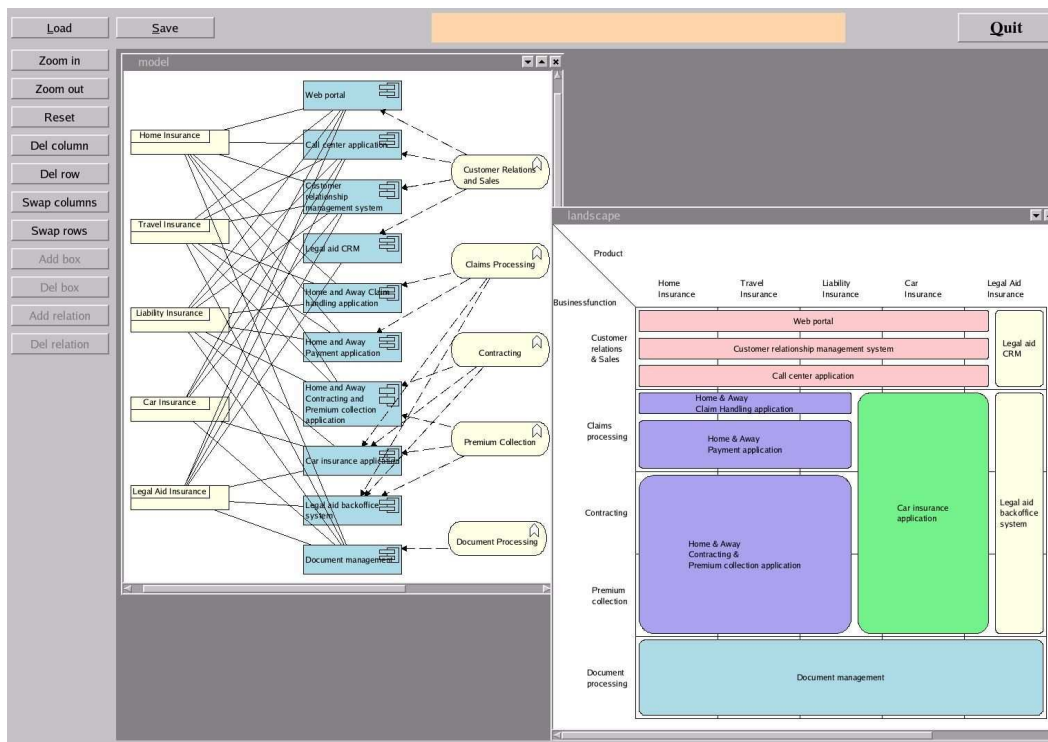 Load
Save
Quit
Zoom in
Zoom out
Reset
Del column
Del row
Swap columns
Swap rows
Add box
Del box
Add relation
Del relation
model
Web portal
Home Insurance
Call center application
Customer Relations
and Sales
Customer
relationship
management system
Travel Insurance
Legal aid CRM
Claims Processing
Home and Away Claim
handling application
Liability Insurance
Home and Away
Payment application
Contracting
Home and Away
Contracting and
Premium collection
application
Car Insurance
Premium Collection
Car insurance application
Legal Aid Insurance
Legal aid backoffice
system
Document Processing
Document management
landscape
Product
Businessfunction
Home
Insurance
Travel
Insurance
Liability
Insurance
Car
Insurance
Legal Aid
Insurance
Customer
relations
& Sales
Web portal
Customer relationship management system
Call center application
Legal aid
CRM
Claims
processing
Home & Away
Claim Handling application
Home & Away
Payment application
Contracting
Home & Away
Contracting &
Premium collection application
Car insurance
application
Legal aid
backoffice
system
Premium
collection
Document
processing
Document management